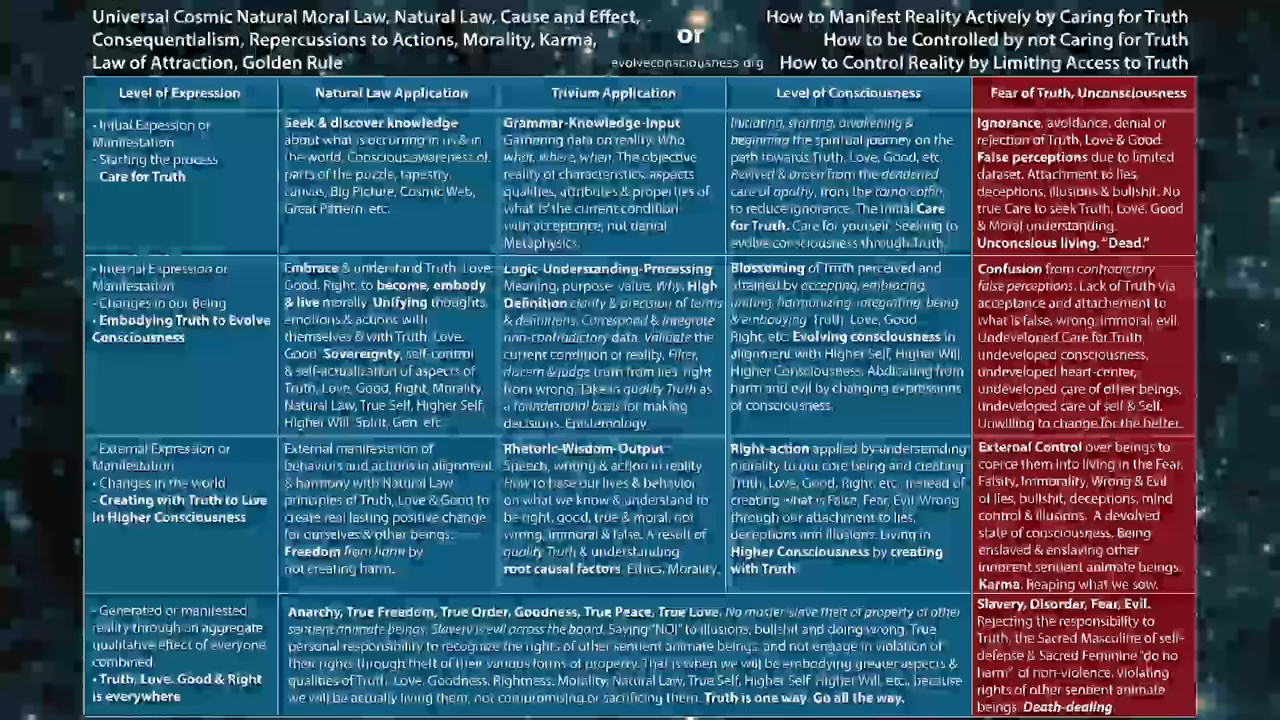 Universal Cosmic Natural Moral Law, Natural Law, Cause and Effect,
Consequentialism, Repercussions to Actions, Morality, Karma,
Law of Attraction, Golden Rule
or
evolveconsciousness.org
How to Manifest Reality Actively by Caring for Truth
How to be Controlled by not Caring for Truth
How to Control Reality by Limiting Access to Truth
Level of Expression
Natural Law Application
Trivium Application
Level of Consciousness
Fear of Truth, Unconsciousness
- Initial Expession or
Manifestation
- Starting the process
Care for Truth
Seek & discover knowledge
about what is occurring in us & in
the world. Conscious awareness of
parts of the puzzle, tapestry,
canvas, Big Picture, Cosmic Web,
Great Pattern, etc.
Grammar-Knowledge-Input
Gathering data on reality. Who
what, where, when. The objective
reality of characteristics, aspects
qualities, attributes & properties of
what is the current condition
with acceptance, not denial
Metaphysics.
Initiating, starting, awakening &
beginning the spiritual journey on the
path towards Truth, Love, Good, etc.
Revived & arisen from the deadened
care of apathy, from the tomb/coffin,
to reduce ignorance. The Initial Care
for Truth. Care for yourself. Seeking to
evolve consciousness through Truth.
Ignorance, avoidance, denial or
rejection of Truth, Love & Good.
False perceptions due to limited
dataset. Attachment to lies,
deceptions, illusions & bullshit. No
true Care to seek Truth, Love, Good
& Moral understanding.
Unconcsious living. "Dead."
- Internal Expression or
Manifestation
- Changes in our Being
- Embodying Truth to Evolve
Consciousness
Embrace & understand Truth, Love,
Good, Right, to become, embody
& live morally. Unifying thoughts,
emotions & actions with
themselves & with Truth, Love,
Good. Sovereignty, self-control
& self-actualization of aspects of
Truth, Love, Good, Right, Morality,
Natural Law, True Self, Higher Self,
Higher Will, Spirit, Gen, etc.
Logic-Understanding-Processing
Meaning, purpose, value. Why. High
Definition clarity & precision of terms
& definitions. Correspond & integrate
non-contradictory data. Validate the
current condition of reality. Filter,
discern & judge truth from lies, right
from wrong. Take in quality Truth as
a foundational basis for making
decisions. Epistemology.
Blossoming of Truth perceived and
attained by accepting, embracing,
uniting, harmonizing, integrating, being
& embodying Truth, Love, Good,
Right, etc. Evolving consciousness in
alignment with Higher Self, Higher Will,
Higher Consciousness. Abdicating from
harm and evil by changing expressions
of consciousness.
Confusion from contradictory
false perceptions. Lack of Truth via
acceptance and attachement to
what is false, wrong, immoral, evil.
Undeveloped Care for Truth,
undeveloped consciousness,
undeveloped heart-center,
undeveloped care of other beings,
undeveloped care of self & Self.
Unwilling to change for the better.
- External Expression or
Manifestation
- Changes in the world
- Creating with Truth to Live
in Higher Consciousness
External manifestation of
behaviors and actions in alignment
& harmony with Natural Law
principles of Truth, Love & Good to
create real lasting positive change
for ourselves & other beings.
Freedom from harm by
not creating harm.
Rhetoric-Wisdom-Output
Speech, writing & action in reality
How to base our lives & behavior
on what we know & understand to
be right, good, true & moral, not
wrong, immoral & false. A result of
quality Truth & understanding
root causal factors. Ethics, Morality.
Right-action applied by understanding
morality to our core being and creating
Truth, Love, Good, Right, etc. instead of
creating what is False, Fear, Evil Wrong
through our attachment to lies,
deceptions and illusions. Living in
Higher Consciousness by creating
with Truth
External Control over beings to
coerce them into living in the Fear,
Falsity, Immorality, Wrong & Evil
of lies, bullshit, deceptions, mind
control & illusions. A devolved
state of consciousness. Being
enslaved & enslaving other
innocent sentient animate beings.
Karma. Reaping what we sow.
- Generated or manifested
reality through an aggregate
qualitative effect of everyone
combined.
- Truth, Love, Good & Right
is everywhere
Anarchy, True Freedom, True Order, Goodness, True Peace, True Love. No master-slave theft of property of other
sentient animate beings. Slavery is evil across the board. Saying "NO!" to illusions, bullshit and doing wrong. True
personal responsibility to recognize the rights of other sentient animate beings, and not engage in violation of
their rights through theft of their various forms of property. That is when we will be embodying greater aspects &
qualities of Truth, Love, Goodness, Rightness, Morality, Natural Law, True Self, Higher Self, Higher Will, etc., because
we will be actually living them, not compromising or sacrificing them. Truth is one way. Go all the way.
Slavery, Disorder, Fear, Evil.
Rejecting the responsibility to
Truth, the Sacred Masculine of self-
defense & Sacred Feminine "do no
harm" of non-violence. Violating
rights of other sentient animate
beings. Death-dealing